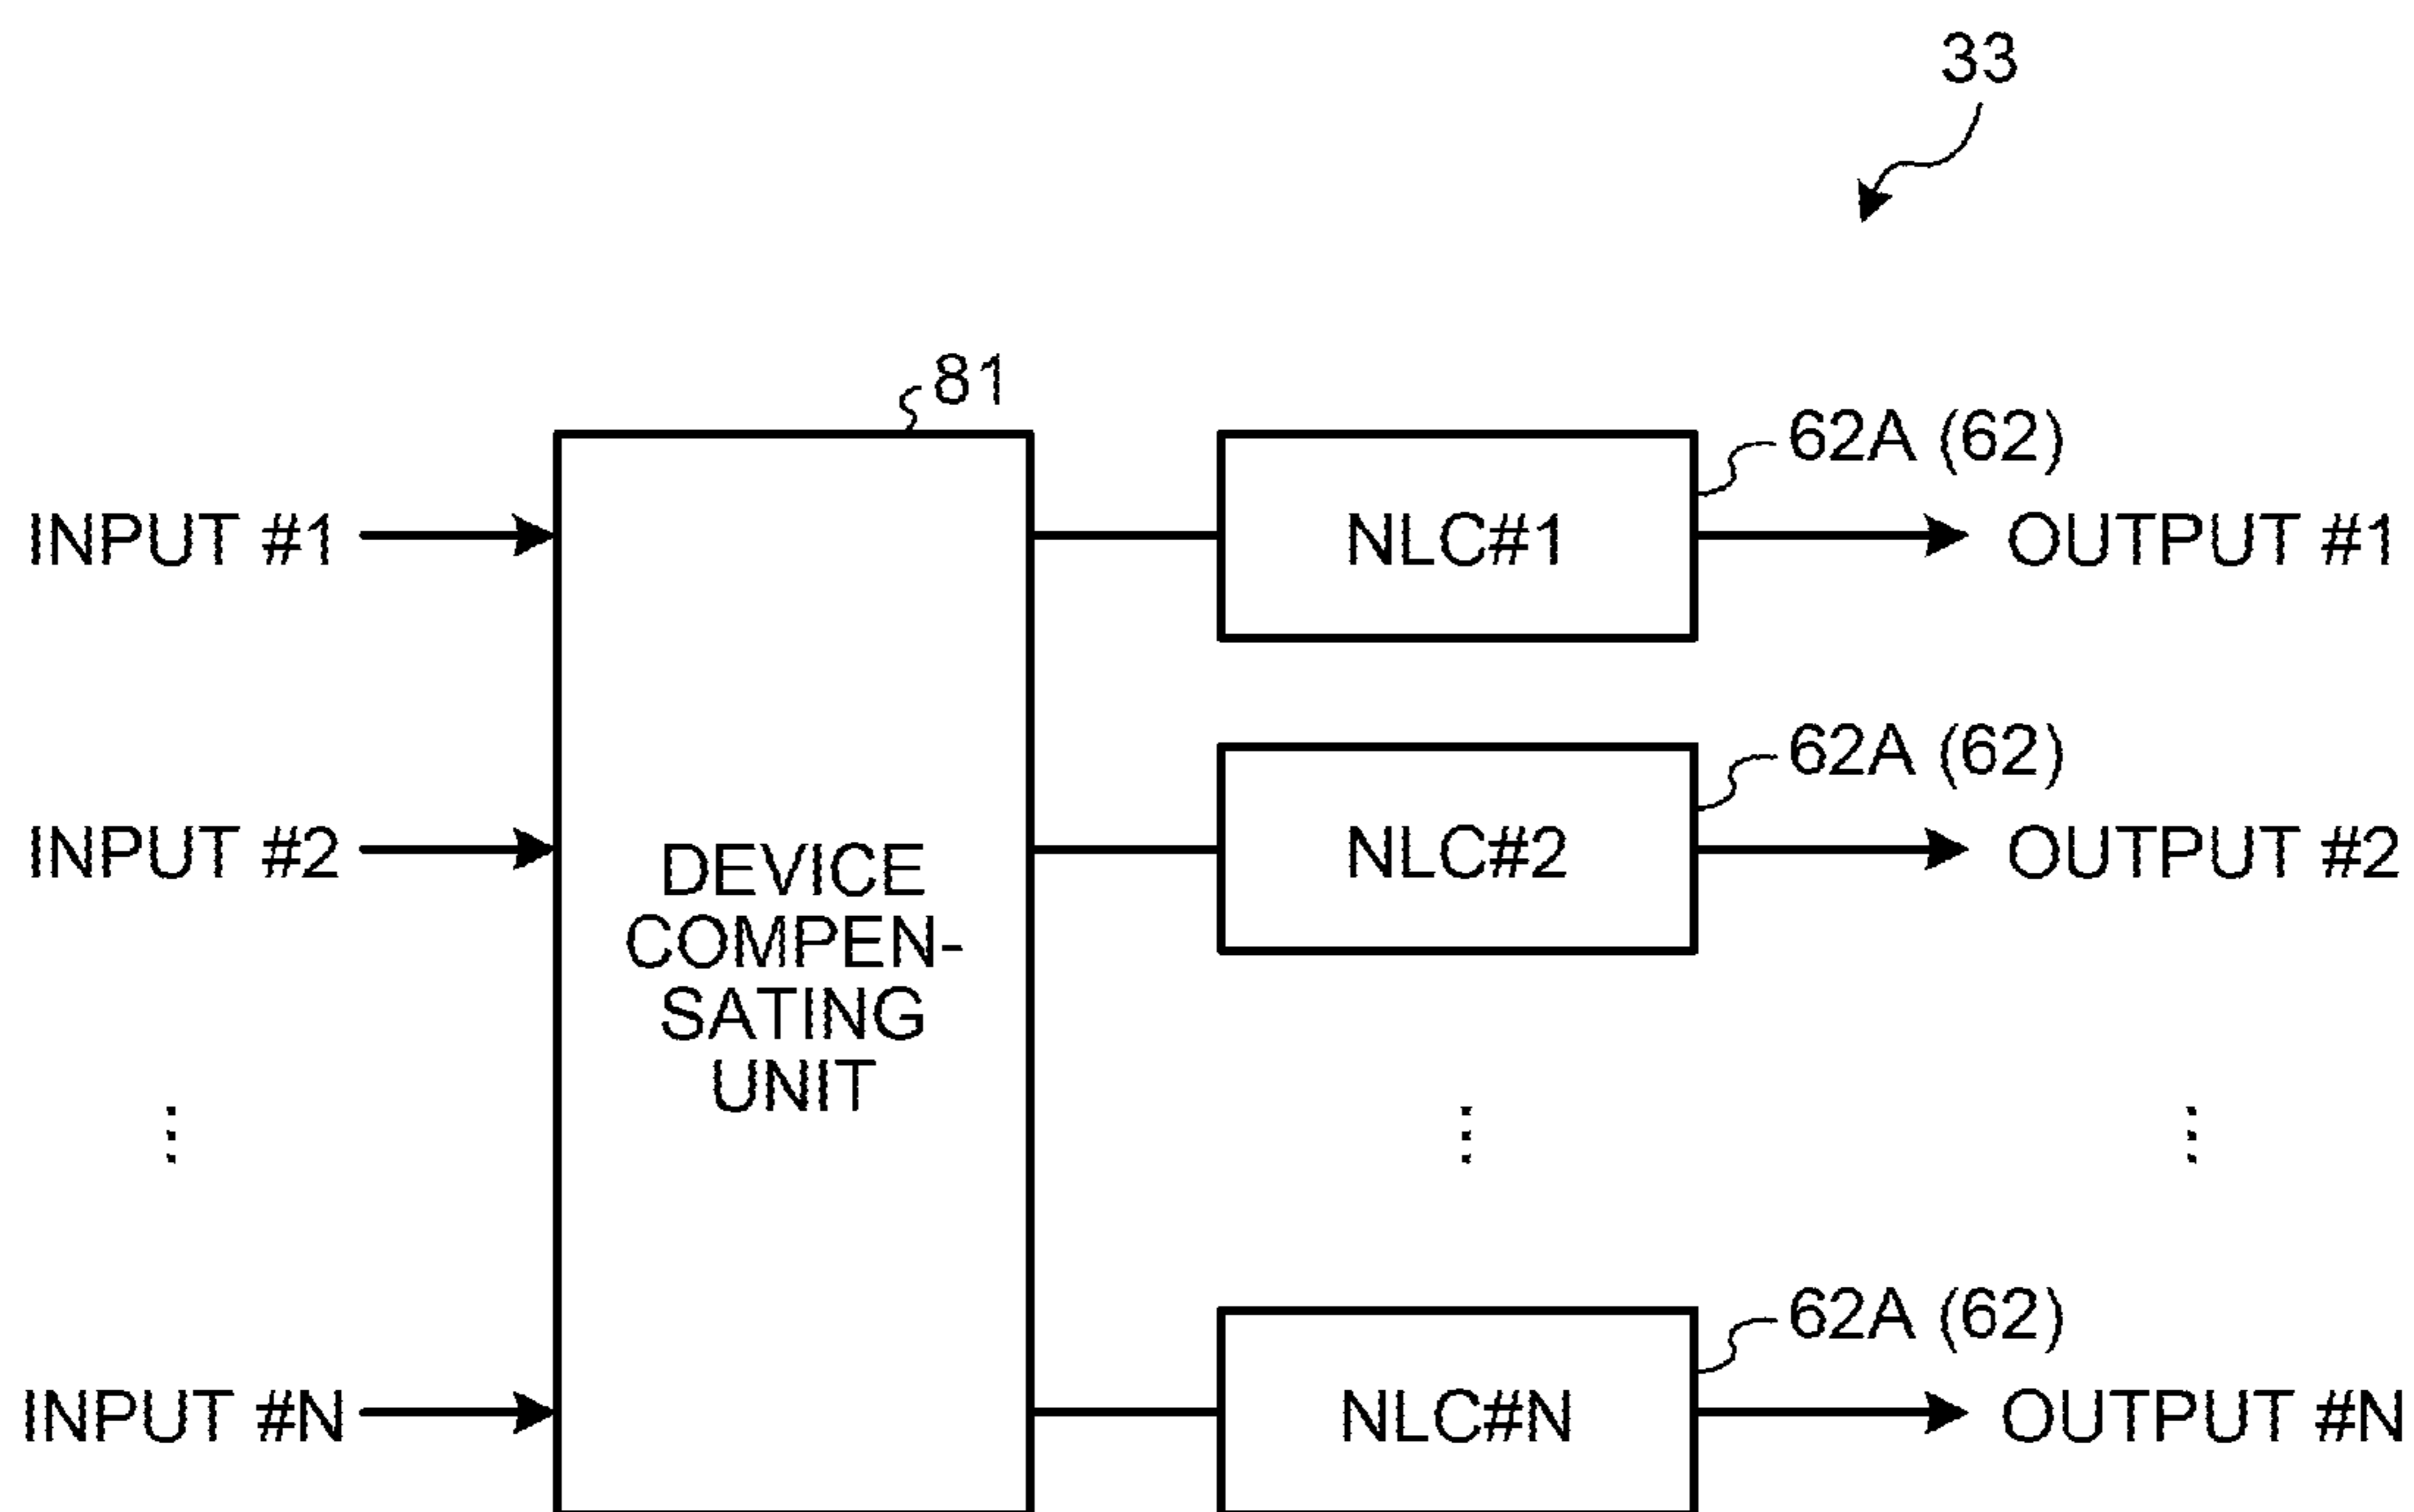 33
81
62A (62)
INPUT #1
NLC#1
OUTPUT #1
62A (62)
INPUT #2
NLC#2
OUTPUT #2
DEVICE
COMPEN-
SATING
UNIT
62A (62)
INPUT #N
NLC#N
OUTPUT #N